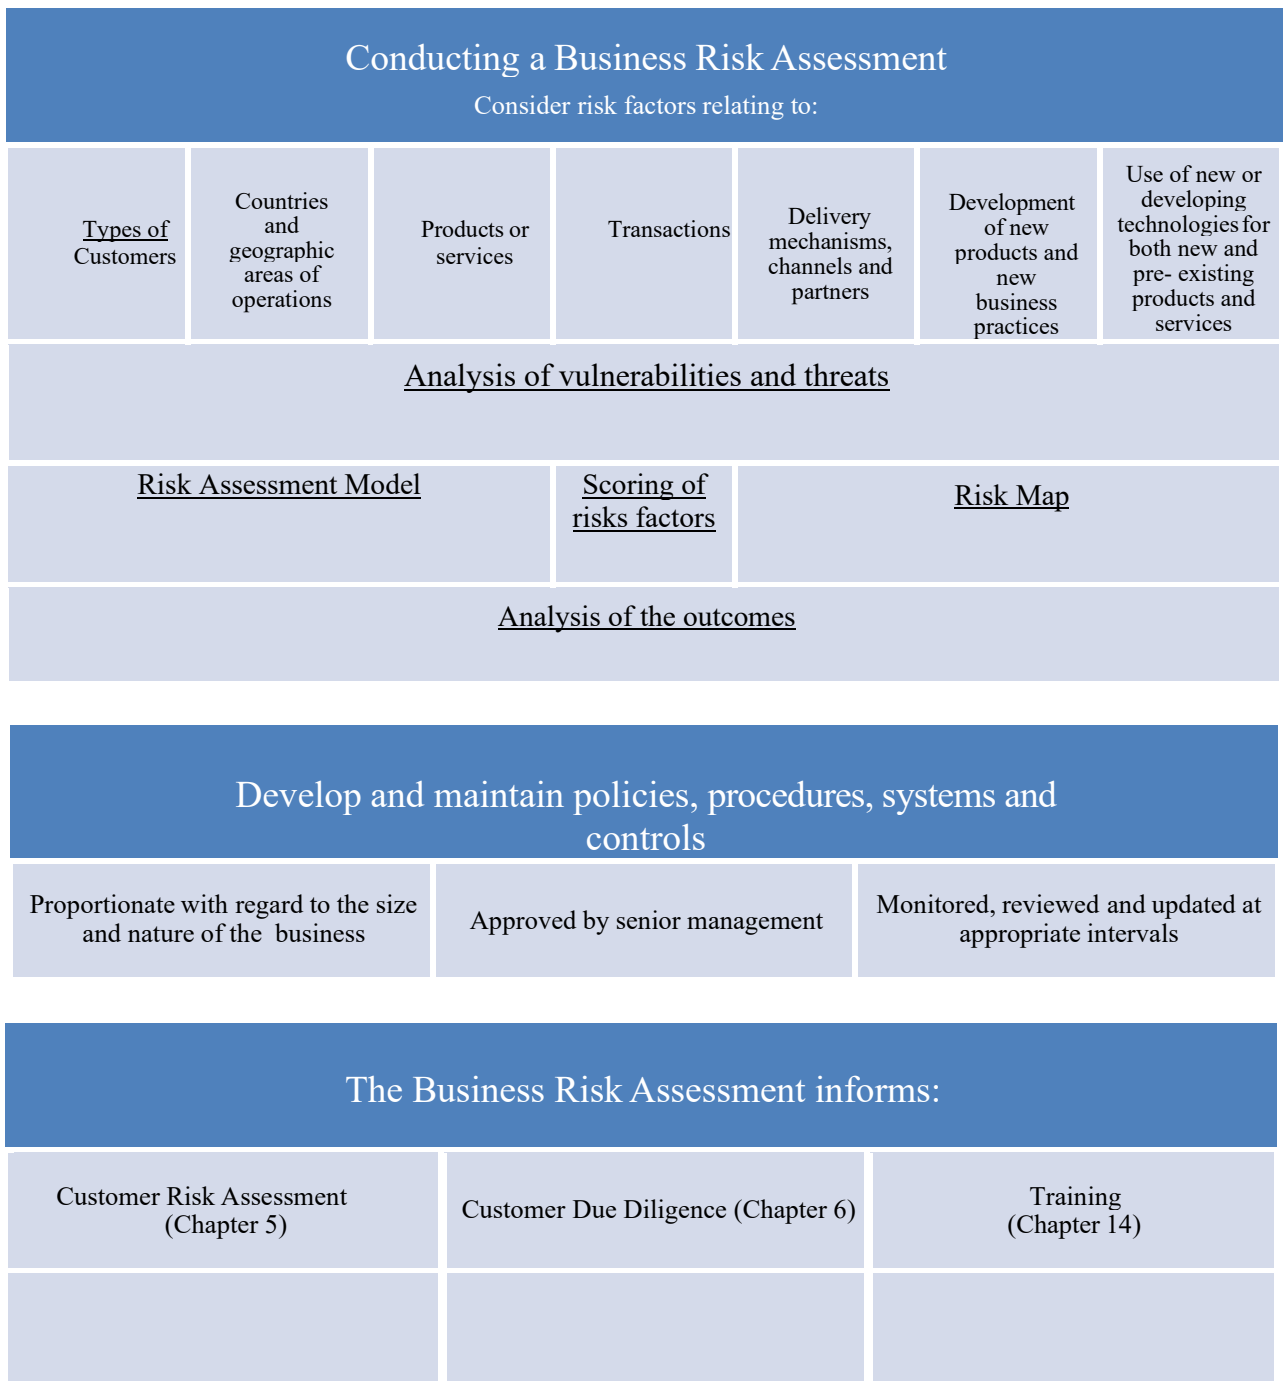 Conducting a Business Risk Assessment
Consider risk factors relating to:
Types of
Customers
Countries
and
geographic
areas of
operations
Products or
services
Transactions
Delivery
mechanisms,
channels and
partners
Development
of new
products and
new
business
practices
Use of new or
developing
technologies for
both new and
pre- existing
products and
services
Analysis of vulnerabilities and threats
Risk Assessment Model
Scoring of
risks factors
Risk Map
Analysis of the outcomes
Develop and maintain policies, procedures, systems and
controls
Proportionate with regard to the size
and nature of the business
Approved by senior management
Monitored, reviewed and updated at
appropriate intervals
The Business Risk Assessment informs:
Customer Risk Assessment
(Chapter 5)
Customer Due Diligence (Chapter 6)
Training
(Chapter 14)